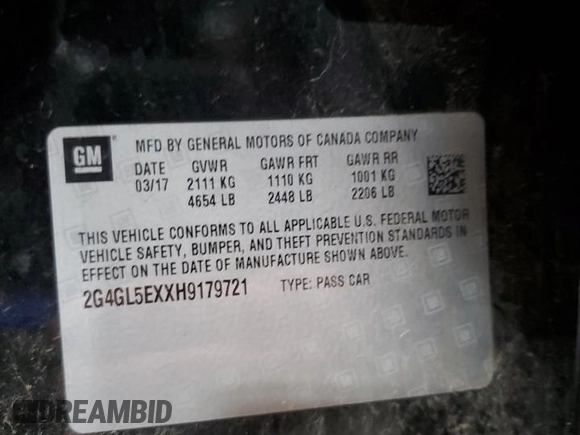 GM
MFD BY GENERAL MOTORS OF CANADA COMPANY
DATE GVWR GAWR FRT GAWR RR
03/17 2111 KG 1110 KG 1001 KG
4654 LB 2448 LB 2206 LB
THIS VEHICLE CONFORMS TO ALL APPLICABLE U.S. FEDERAL MOTOR
VEHICLE SAFETY, BUMPER, AND THEFT PREVENTION STANDARDS IN
EFFECT ON THE DATE OF MANUFACTURE SHOWN ABOVE.
2G4GL5EXXH9179721 TYPE: PASS CAR
DREAMBID